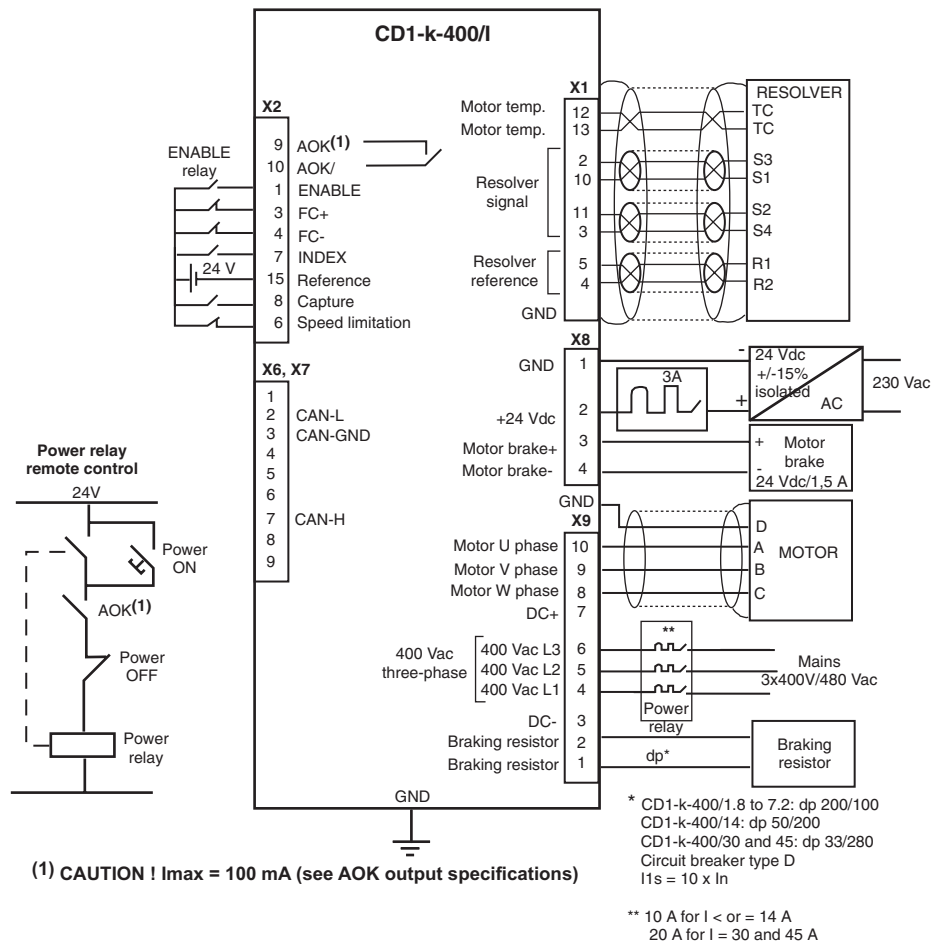 CD1-k-400/I
X2
9 AOK(1)
10 AOK/
1 ENABLE
3 FC+
4 FC-
7 INDEX
15 Reference
8 Capture
6 Speed limitation
ENABLE
relay
24 V
X6, X7
1
2 CAN-L
3 CAN-GND
4
5
6
7 CAN-H
8
9
Power relay
remote control
24V
Power
ON
AOK(1)
Power
OFF
Power
relay
X1
Motor temp. 12
Motor temp. 13
Resolver
signal
2
10
11
3
Resolver
reference
5
4
GND
RESOLVER
TC
TC
S3
S1
S2
S4
R1
R2
X8
GND 1
+24 Vdc 2
Motor brake+ 3
Motor brake- 4
3A
-
+
24 Vdc
+/-15%
isolated
AC
230 Vac
+ Motor
brake
-
24 Vdc/1,5 A
GND
X9
Motor U phase 10
Motor V phase 9
Motor W phase 8
DC+ 7
400 Vac
three-phase
400 Vac L3 6
400 Vac L2 5
400 Vac L1 4
DC- 3
Braking resistor 2
Braking resistor 1
D
A
B
C
MOTOR
**
Power
relay
Mains
3x400V/480 Vac
dp*
Braking
resistor
GND
* CD1-k-400/1.8 to 7.2: dp 200/100
CD1-k-400/14: dp 50/200
CD1-k-400/30 and 45: dp 33/280
Circuit breaker type D
I1s = 10 x In
** 10 A for I < or = 14 A
20 A for I = 30 and 45 A
(1) CAUTION ! Imax = 100 mA (see AOK output specifications)